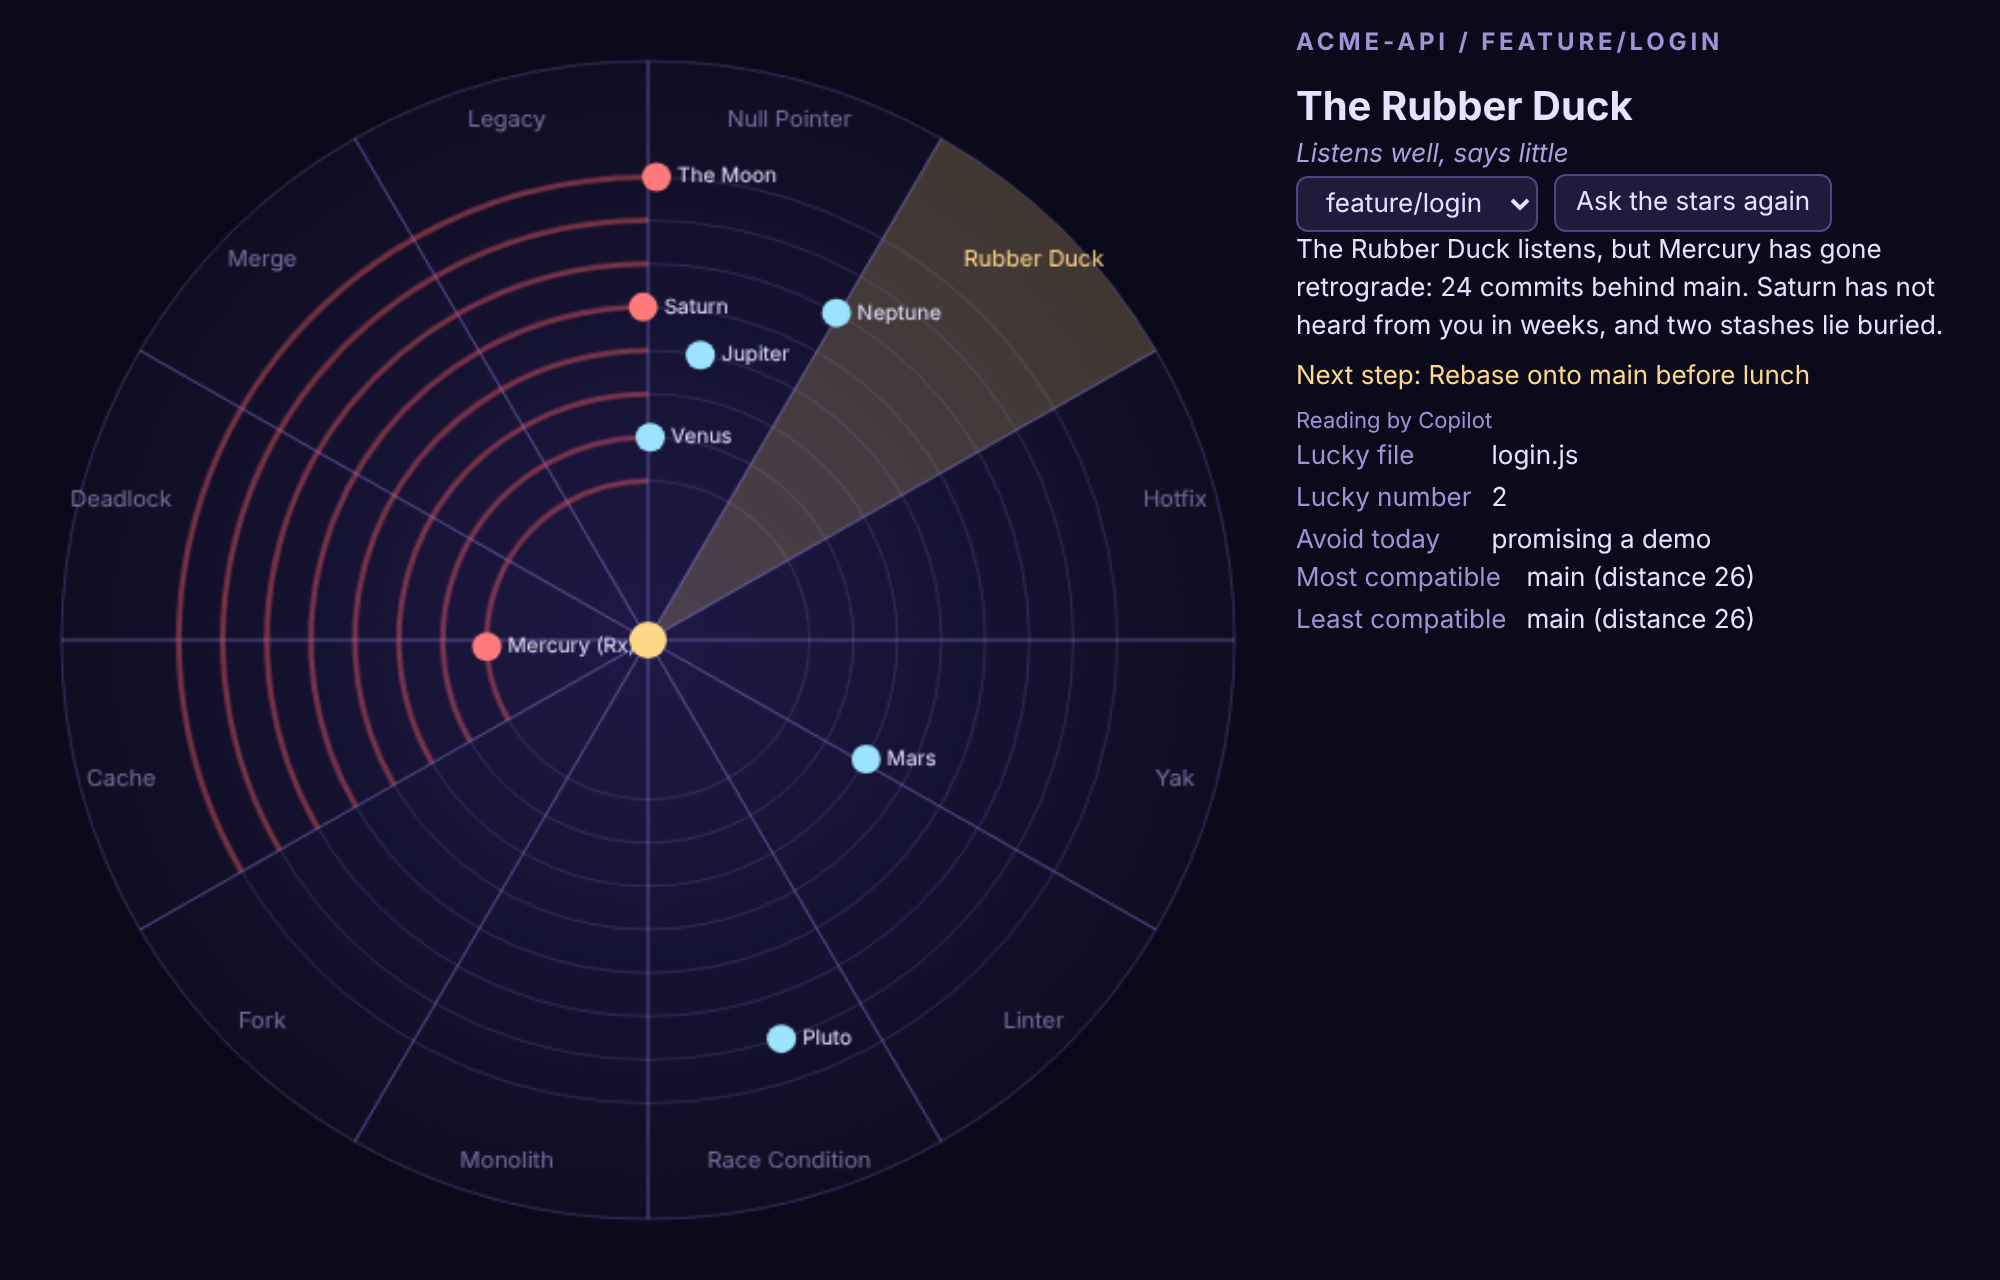 ACME-API / FEATURE/LOGIN
The Rubber Duck
Listens well, says little
feature/login
Ask the stars again
The Rubber Duck listens, but Mercury has gone
retrograde: 24 commits behind main. Saturn has not
heard from you in weeks, and two stashes lie buried.
Next step: Rebase onto main before lunch
Reading by Copilot
Lucky file login.js
Lucky number 2
Avoid today promising a demo
Most compatible main (distance 26)
Least compatible main (distance 26)
Legacy
Null Pointer
The Moon
Merge
Rubber Duck
Saturn
Neptune
Jupiter
Venus
Deadlock
Hotfix
Mercury (Rx)
Mars
Cache
Yak
Fork
Linter
Pluto
Monolith
Race Condition